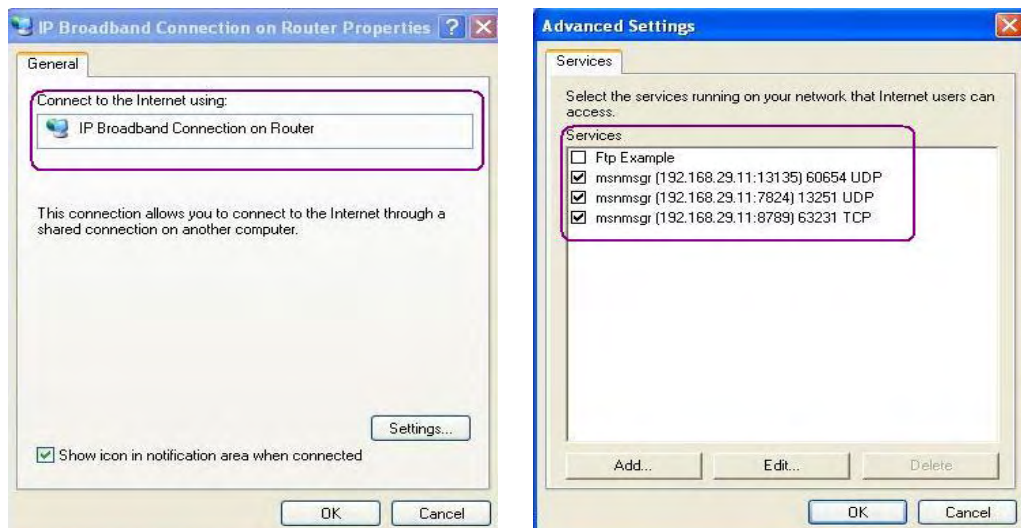 IP Broadband Connection on Router Properties
General
Connect to the Internet using:
IP Broadband Connection on Router
This connection allows you to connect to the Internet through a
shared connection on another computer.
Settings...
Show icon in notification area when connected
OK
Cancel
Advanced Settings
Services
Select the services running on your network that Internet users can
access.
Services
Ftp Example
msnmsgr (192.168.29.11:13135) 60654 UDP
msnmsgr (192.168.29.11:7824) 13251 UDP
msnmsgr (192.168.29.11:8789) 63231 TCP
Add...
Edit...
Delete
OK
Cancel